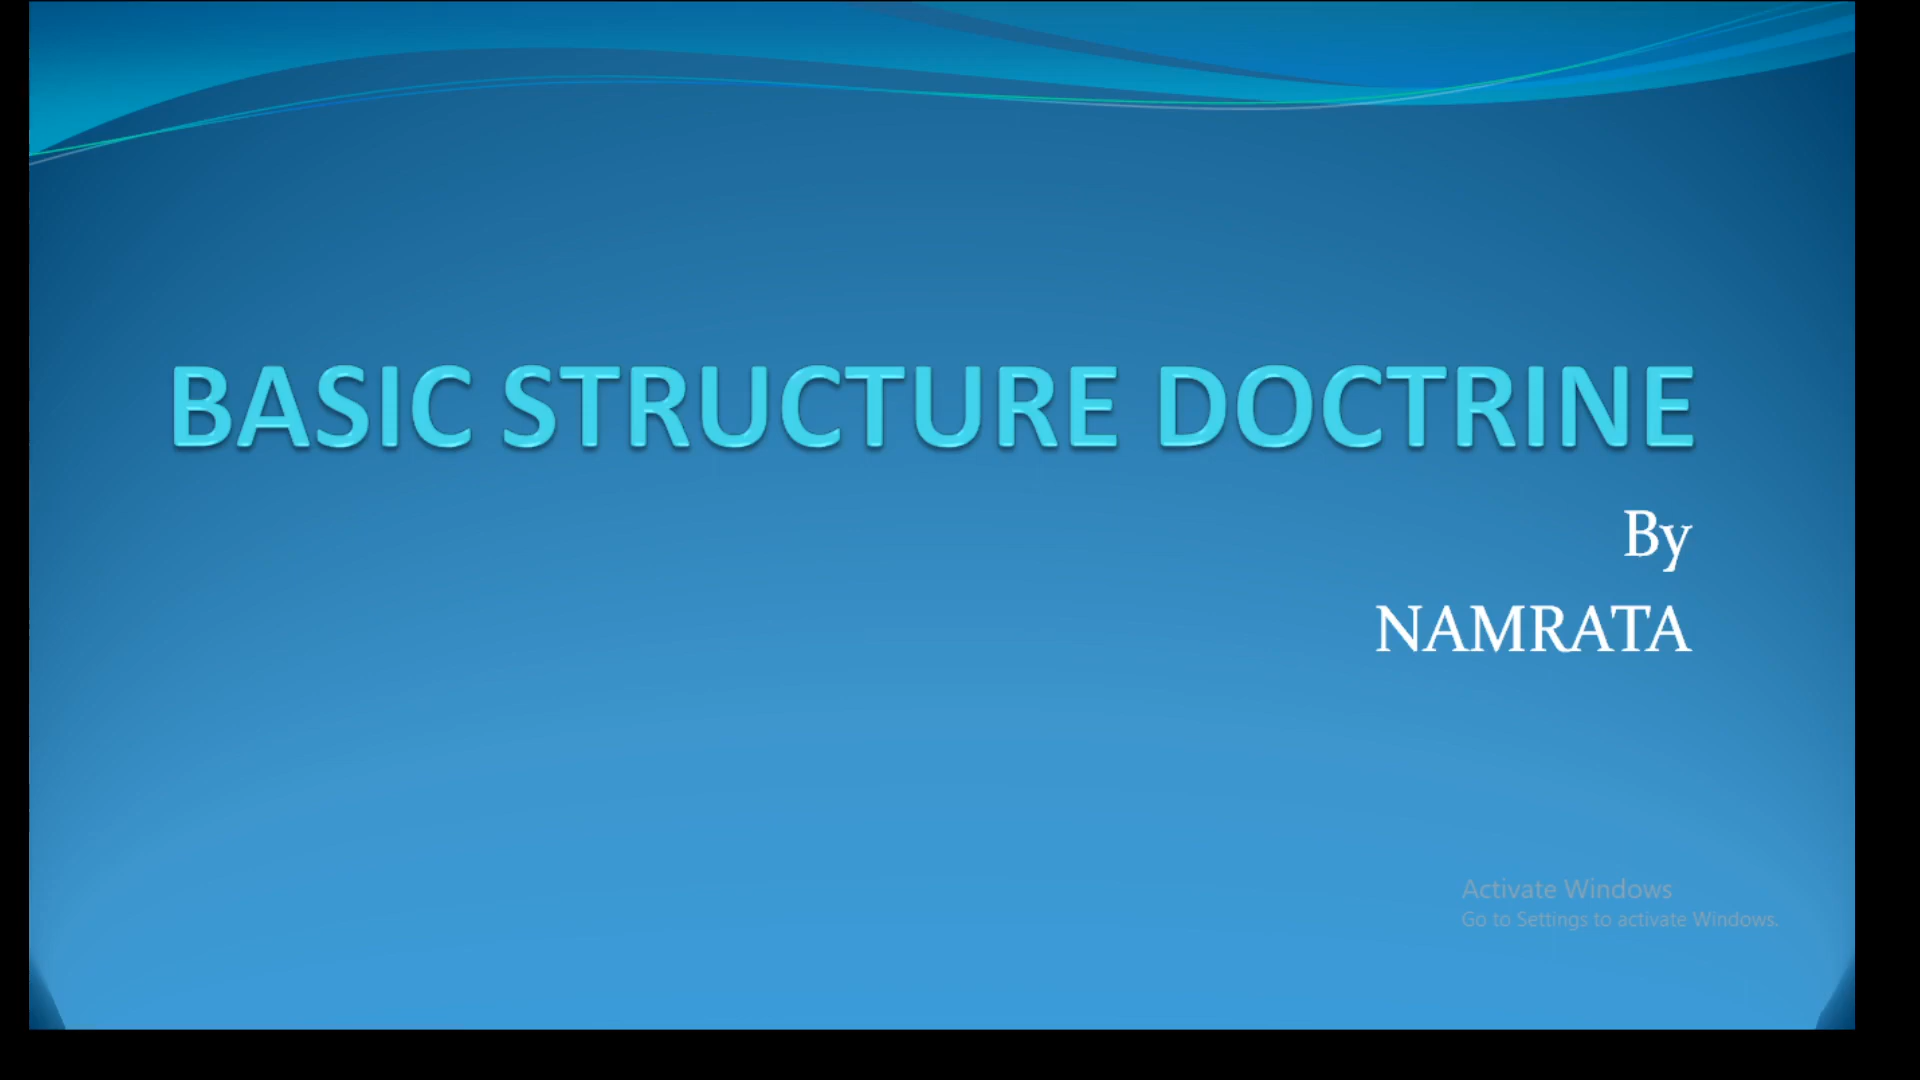 BASIC STRUCTURE DOCTRINE
By
NAMRATA
Activate Windows
Go to Settings to activate Windows.